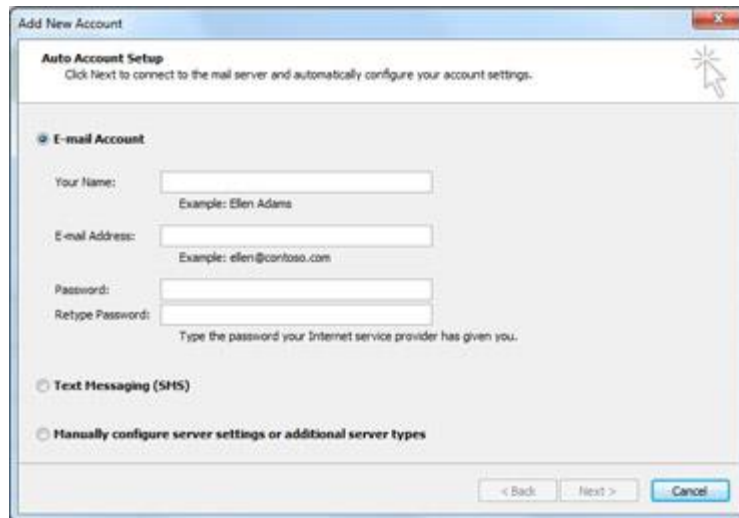 Add New Account
Auto Account Setup
Click Next to connect to the mail server and automatically configure your account settings.
E-mail Account
Your Name:
Example: Ellen Adams
E-mail Address:
Example: ellen@contoso.com
Password:
Retype Password:
Type the password your Internet service provider has given you.
Text Messaging (SMS)
Manually configure server settings or additional server types
< Back Next > Cancel